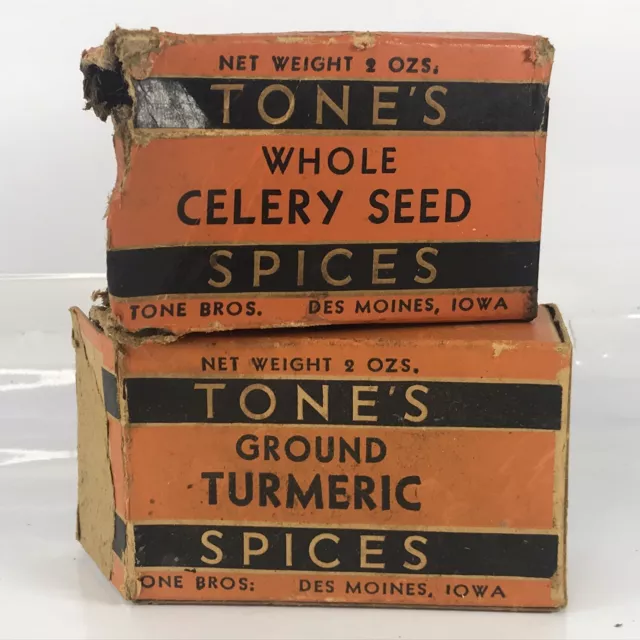 NET WEIGHT 2 OZS.
TONE'S
WHOLE
CELERY SEED
SPICES
TONE BROS. DES MOINES, IOWA
NET WEIGHT 2 OZS.
TONE'S
GROUND
TURMERIC
SPICES
ONE BROS: DES MOINES, IOWA